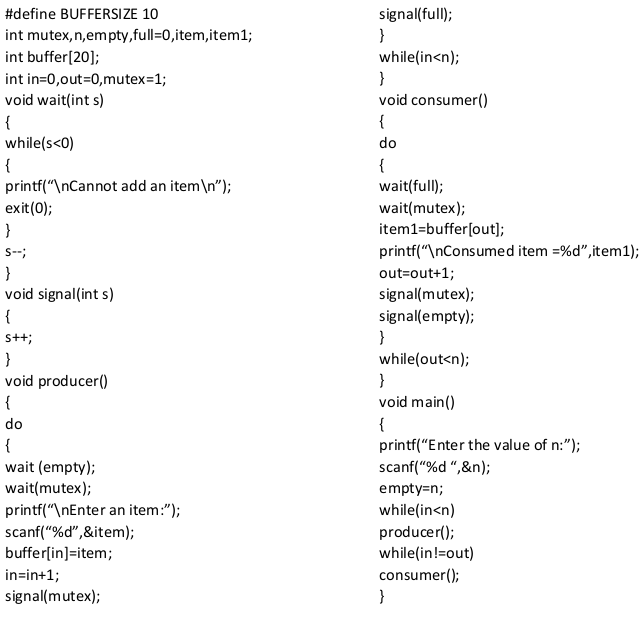 #define BUFFERSIZE 10
int mutex,n,empty,full=0,item,item1;
int buffer[20];
int in=0,out=0,mutex=1;
void wait(int s)
{
while(s<0)
{
printf(“\nCannot add an item\n”);
exit(0);
}
s--;
}
void signal(int s)
{
s++;
}
void producer()
{
do
{
wait (empty);
wait(mutex);
printf(“\nEnter an item:”);
scanf(“%d”,&item);
buffer[in]=item;
in=in+1;
signal(mutex);
signal(full);
}
while(in<n);
}
void consumer()
{
do
{
wait(full);
wait(mutex);
item1=buffer[out];
printf(“\nConsumed item =%d”,item1);
out=out+1;
signal(mutex);
signal(empty);
}
while(out<n);
}
void main()
{
printf(“Enter the value of n:”);
scanf(“%d “,&n);
empty=n;
while(in<n)
producer();
while(in!=out)
consumer();
}